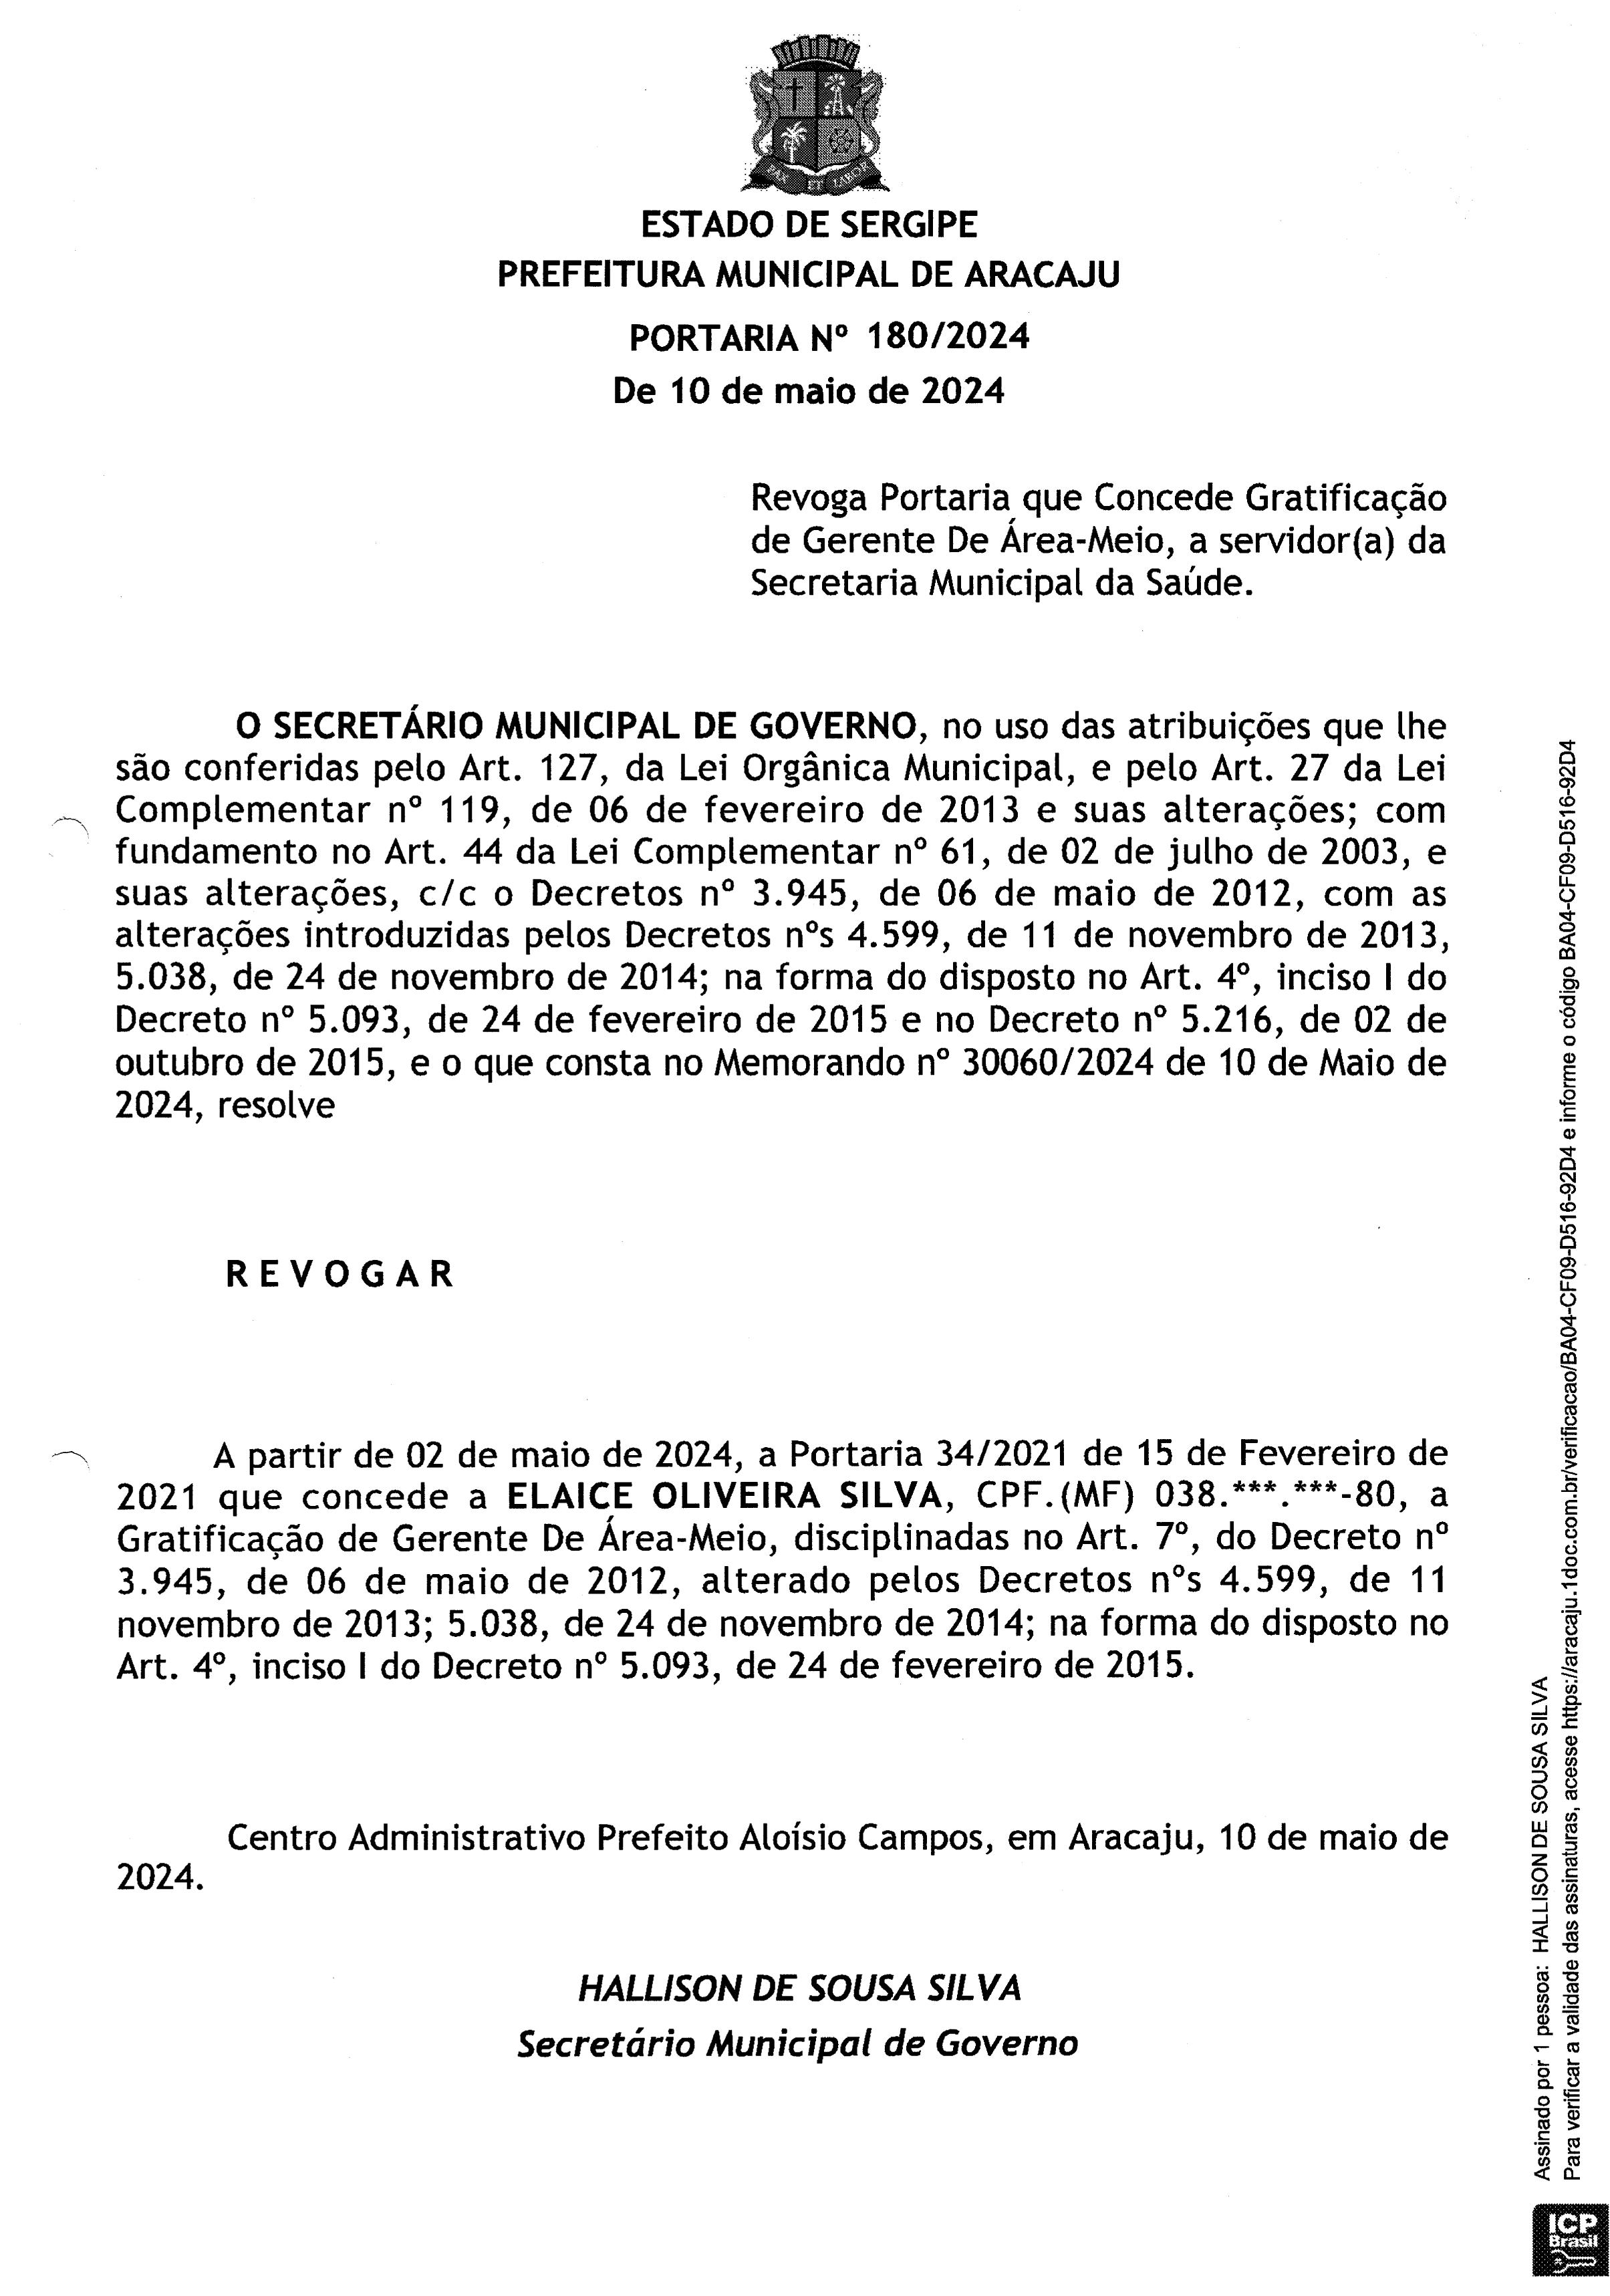 PAX ET LABOR
ESTADO DE SERGIPE
PREFEITURA MUNICIPAL DE ARACAJU
PORTARIA Nº 180/2024
De 10 de maio de 2024
Revoga Portaria que Concede Gratificação
de Gerente De Área-Meio, a servidor(a) da
Secretaria Municipal da Saúde.
O SECRETÁRIO MUNICIPAL DE GOVERNO, no uso das atribuições que lhe
são conferidas pelo Art. 127, da Lei Orgânica Municipal, e pelo Art. 27 da Lei
Complementar nº 119, de 06 de fevereiro de 2013 e suas alterações; com
fundamento no Art. 44 da Lei Complementar nº 61, de 02 de julho de 2003, e
suas alterações, c/c o Decretos nº 3.945, de 06 de maio de 2012, com as
alterações introduzidas pelos Decretos nºs 4.599, de 11 de novembro de 2013,
5.038, de 24 de novembro de 2014; na forma do disposto no Art. 4º, inciso I do
Decreto nº 5.093, de 24 de fevereiro de 2015 e no Decreto nº 5.216, de 02 de
outubro de 2015, e o que consta no Memorando nº 30060/2024 de 10 de Maio de
2024, resolve
R E V O G A R
A partir de 02 de maio de 2024, a Portaria 34/2021 de 15 de Fevereiro de
2021 que concede a ELAICE OLIVEIRA SILVA, CPF.(MF) 038.***.***-80, a
Gratificação de Gerente De Área-Meio, disciplinadas no Art. 7º, do Decreto nº
3.945, de 06 de maio de 2012, alterado pelos Decretos nºs 4.599, de 11
novembro de 2013; 5.038, de 24 de novembro de 2014; na forma do disposto no
Art. 4º, inciso I do Decreto nº 5.093, de 24 de fevereiro de 2015.
Centro Administrativo Prefeito Aloísio Campos, em Aracaju, 10 de maio de
2024.
HALLISON DE SOUSA SILVA
Secretário Municipal de Governo
Assinado por 1 pessoa: HALLISON DE SOUSA SILVA
Para verificar a validade das assinaturas, acesse https://aracaju.1doc.com.br/verificacao/BA04-CF09-D516-92D4 e informe o código BA04-CF09-D516-92D4
ICP
Brasil